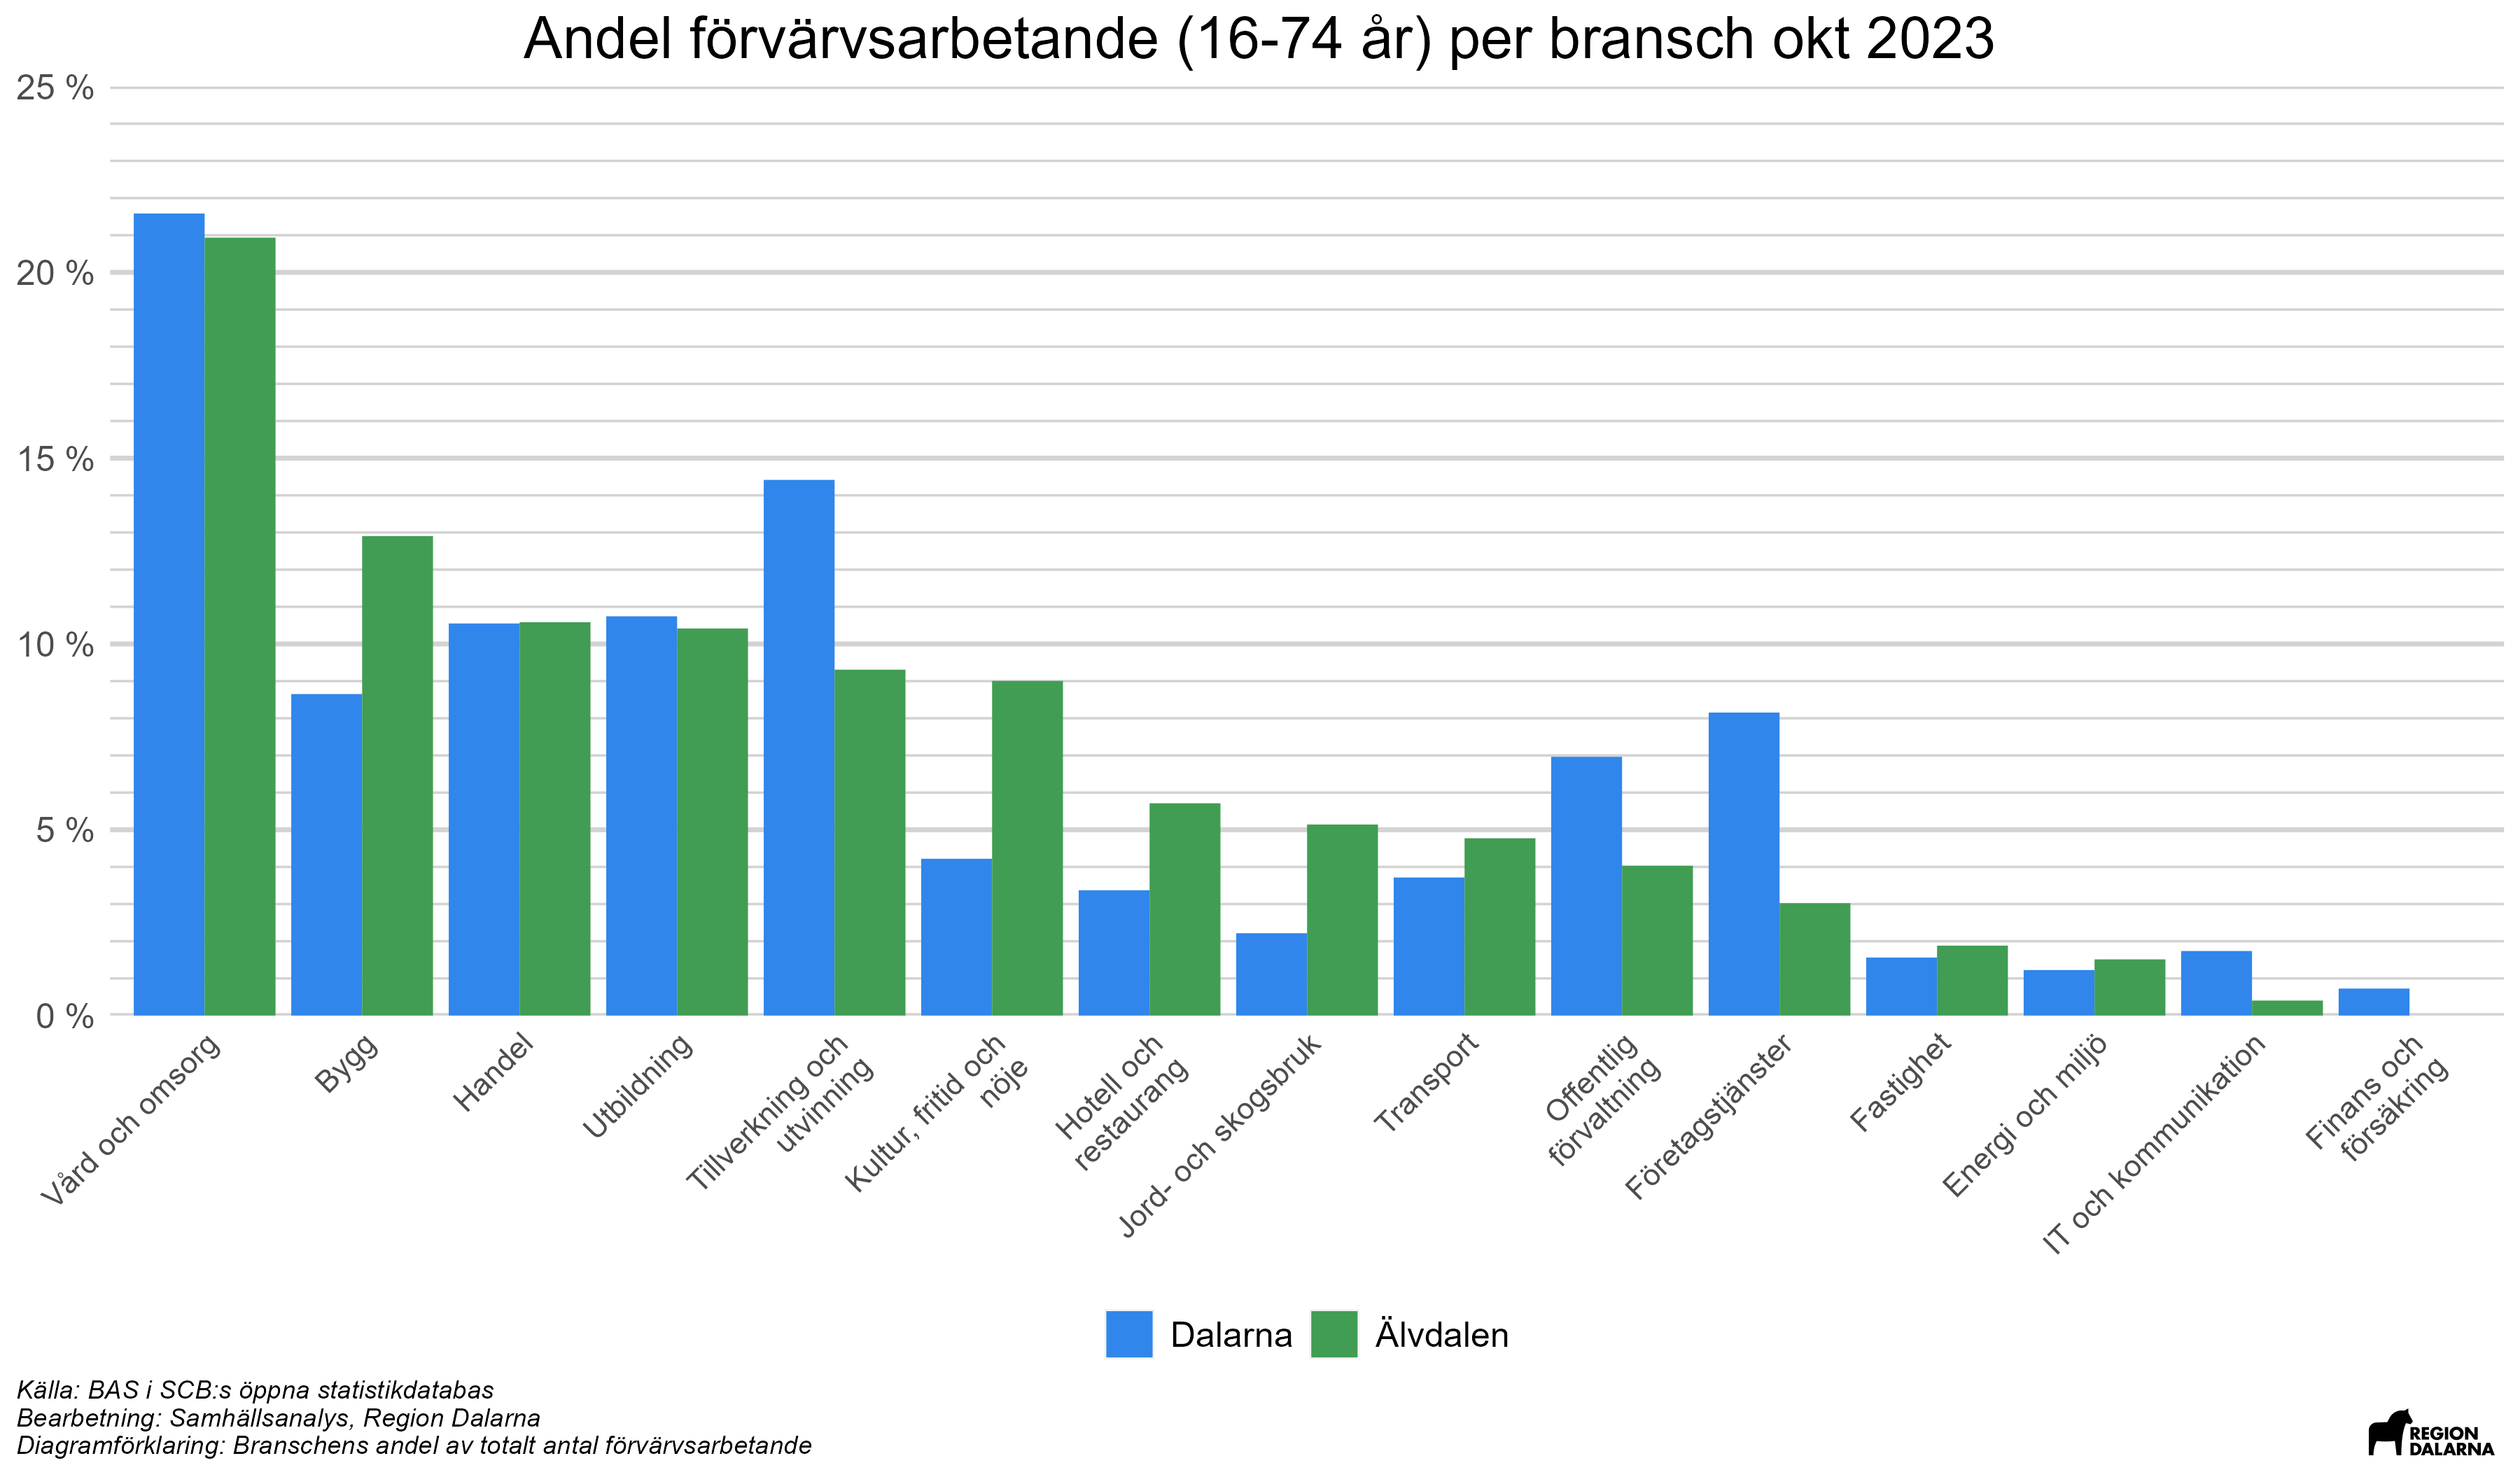 Andel förvärvsarbetande (16-74 år) per bransch okt 2023
25 %
20 %
15 %
10 %
5 %
0 %
Vård och omsorg
Bygg
Handel
Utbildning
Tillverkning och
utvinning
Kultur, fritid och
nöje
Hotell och
restaurang
Jord- och skogsbruk
Transport
Offentlig
förvaltning
Företagstjänster
Fastighet
Energi och miljö
IT och kommunikation
Finans och
försäkring
Dalarna
Älvdalen
Källa: BAS i SCB:s öppna statistikdatabas
Bearbetning: Samhällsanalys, Region Dalarna
Diagramförklaring: Branschens andel av totalt antal förvärvsarbetande
REGION
DALARNA